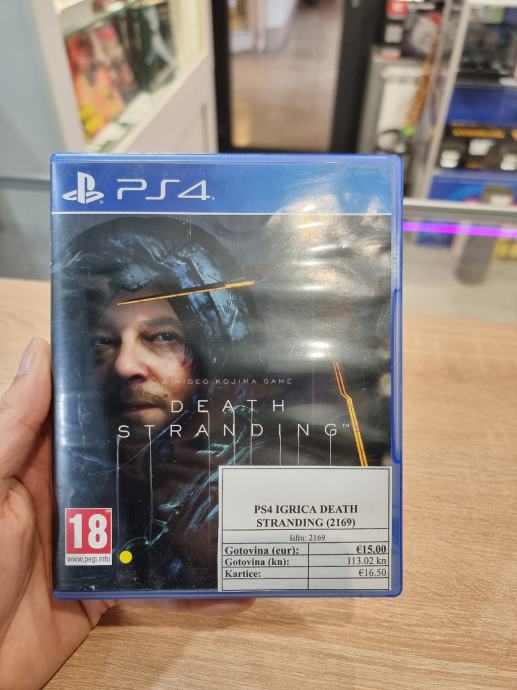 PS4
A HIDEO KOJIMA GAME
DEATH
STRANDING™
18
www.pegi.info
PS4 IGRICA DEATH
STRANDING (2169)
šifra: 2169
Gotovina (eur): €15,00
Gotovina (kn): 113.02 kn
Kartice: €16.50